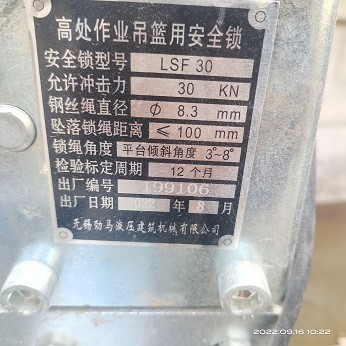 高处作业吊篮用安全锁
安全锁型号 LSF 30
允许冲击力 30 KN
钢丝绳直径 φ 8.3 mm
坠落锁绳距离 ≤ 100 mm
锁绳角度 平台倾斜角度 3°~8°
检验标定周期 12 个月
出厂编号 199106
出厂日期 2022 年 8 月
无锡劲马液压建筑机械有限公司
2022.09.16 10:22